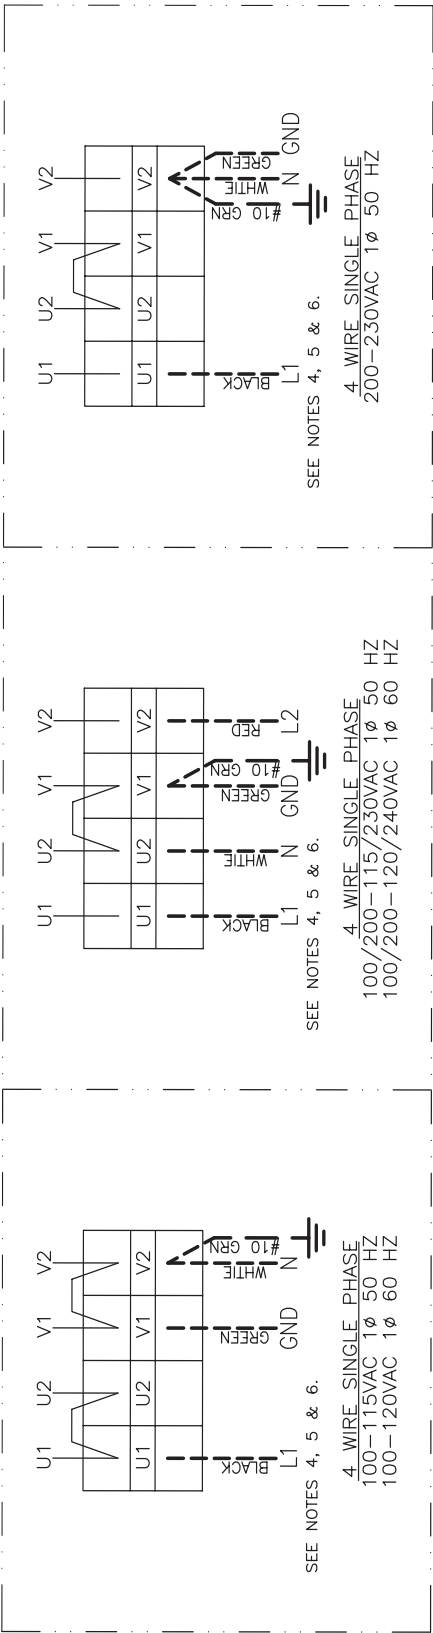 U1 U2 V1 V2
U1 U2 V1 V2
BLACK GREEN WHTIE #10 GRN
L1 GND N
SEE NOTES 4, 5 & 6.
4 WIRE SINGLE PHASE
100-115VAC 1ø 50 HZ
100-120VAC 1ø 60 HZ
U1 U2 V1 V2
U1 U2 V1 V2
BLACK WHTIE GREEN #10 GRN RED
L1 N GND L2
SEE NOTES 4, 5 & 6.
4 WIRE SINGLE PHASE
100/200-115/230VAC 1ø 50 HZ
100/200-120/240VAC 1ø 60 HZ
U1 U2 V1 V2
U1 U2 V1 V2
BLACK #10 GRN WHTIE GREEN
L1 N GND
SEE NOTES 4, 5 & 6.
4 WIRE SINGLE PHASE
200-230VAC 1ø 50 HZ